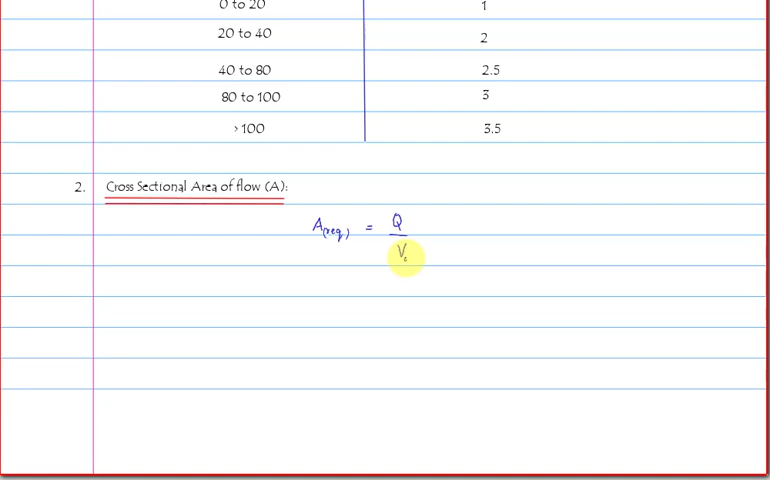 0 to 20 1
20 to 40 2
40 to 80 2.5
80 to 100 3
> 100 3.5
2. Cross Sectional Area of flow (A):
A(req) = Q
Vc